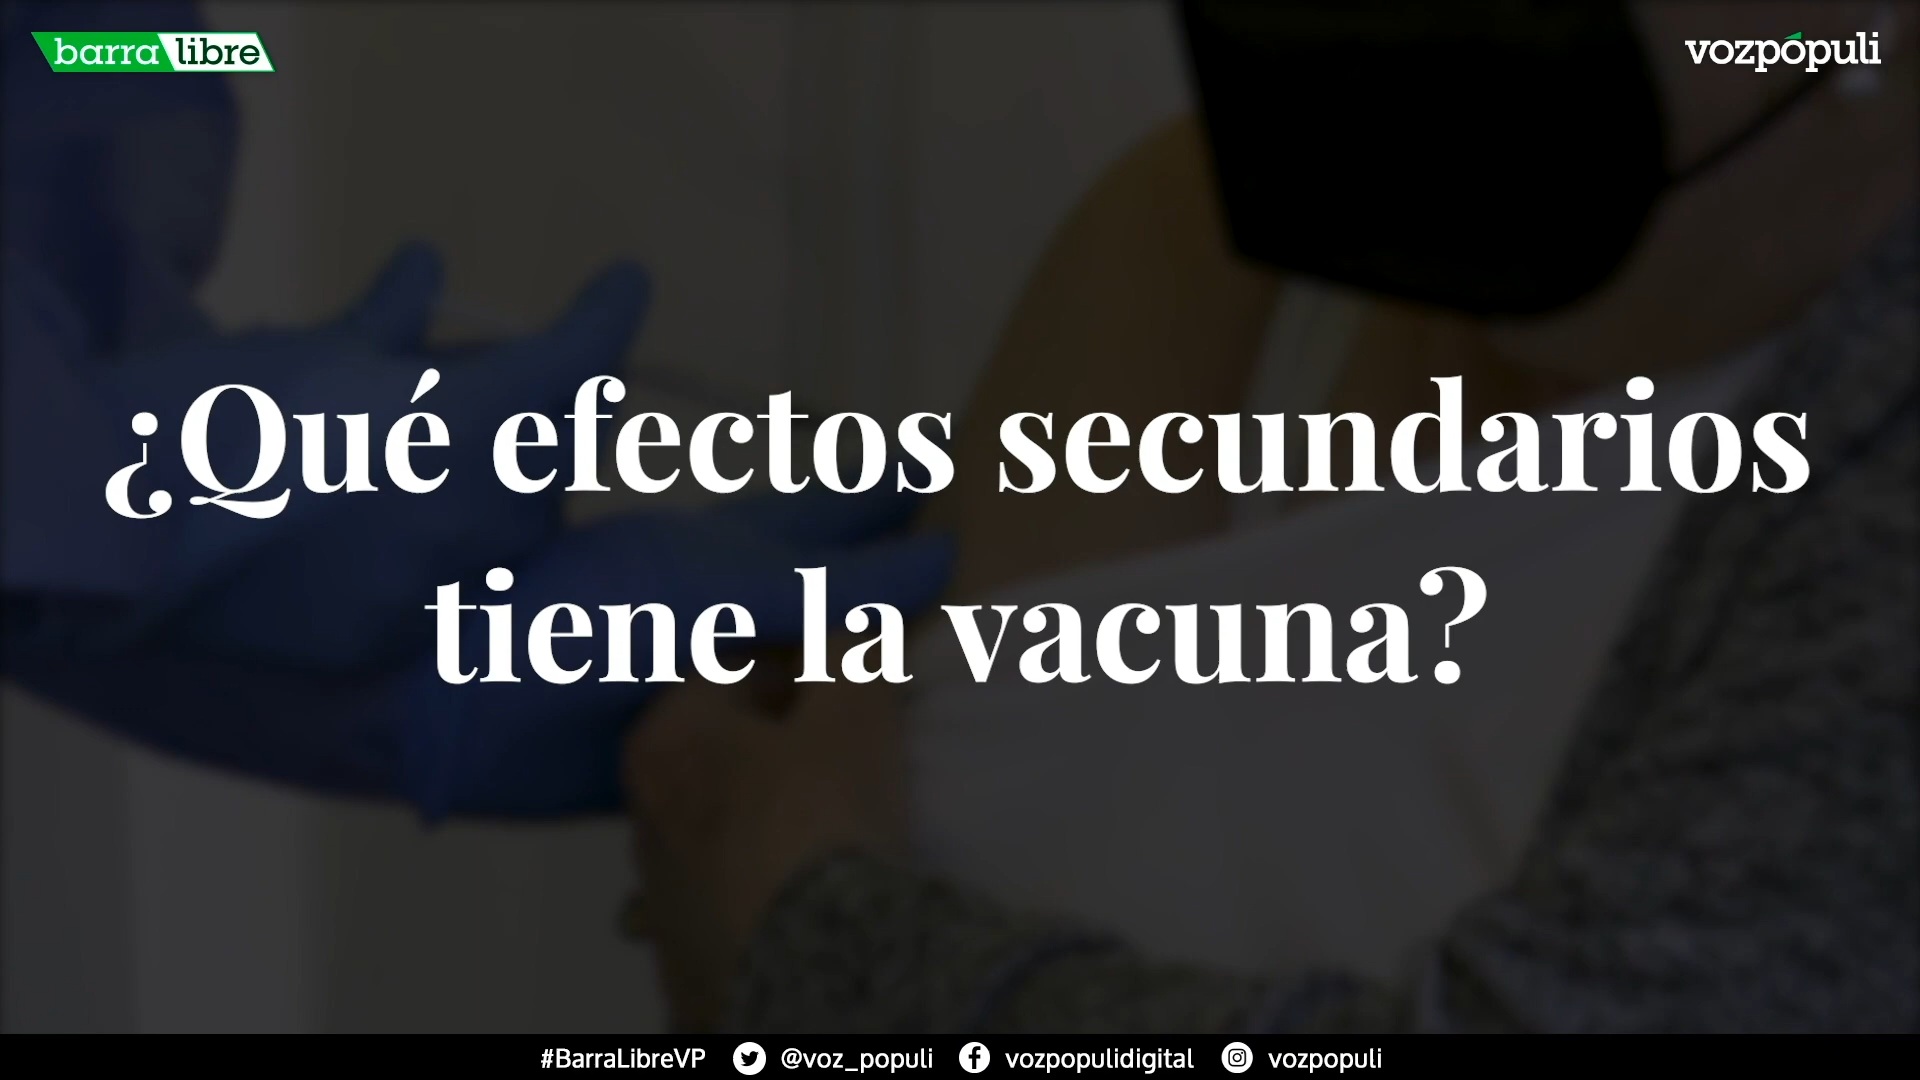 barra libre
vozpópuli
¿Qué efectos secundarios
tiene la vacuna?
#BarraLibreVP @voz_populi vozpopulidigital vozpopuli